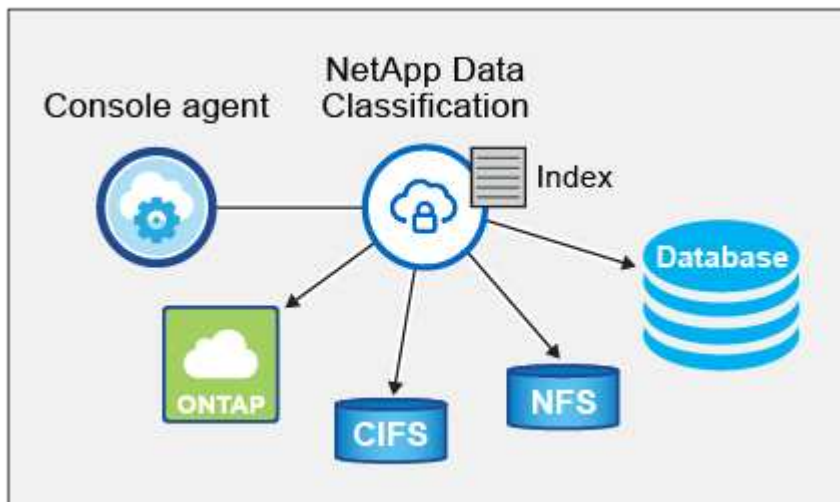 NetApp Data
Classification
Console agent
Index
Database
ONTAP
CIFS
NFS